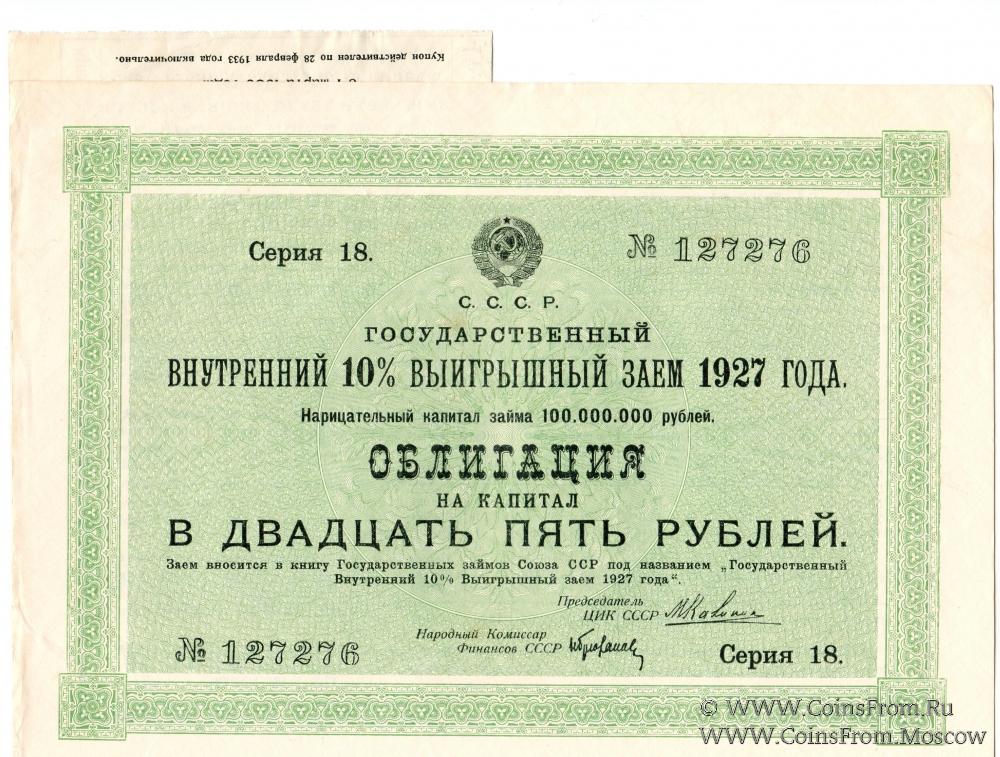 Купон действителен по 28 февраля 1933 года включительно.
Серия 18.
№ 127276
С. С. С. Р.
ГОСУДАРСТВЕННЫЙ
ВНУТРЕННИЙ 10% ВЫИГРЫШНЫЙ ЗАЕМ 1927 ГОДА.
Нарицательный капитал займа 100.000.000 рублей.
ОБЛИГАЦИЯ
НА КАПИТАЛ
В ДВАДЦАТЬ ПЯТЬ РУБЛЕЙ.
Заем вносится в книгу Государственных займов Союза ССР под названием „Государственный
Внутренний 10% Выигрышный заем 1927 года“.
Председатель
ЦИК СССР МКалинин
Народный Комиссар
Финансов СССР
№ 127276
Серия 18.
© WWW.CoinsFrom.Ru
WWW.CoinsFrom.Moscow